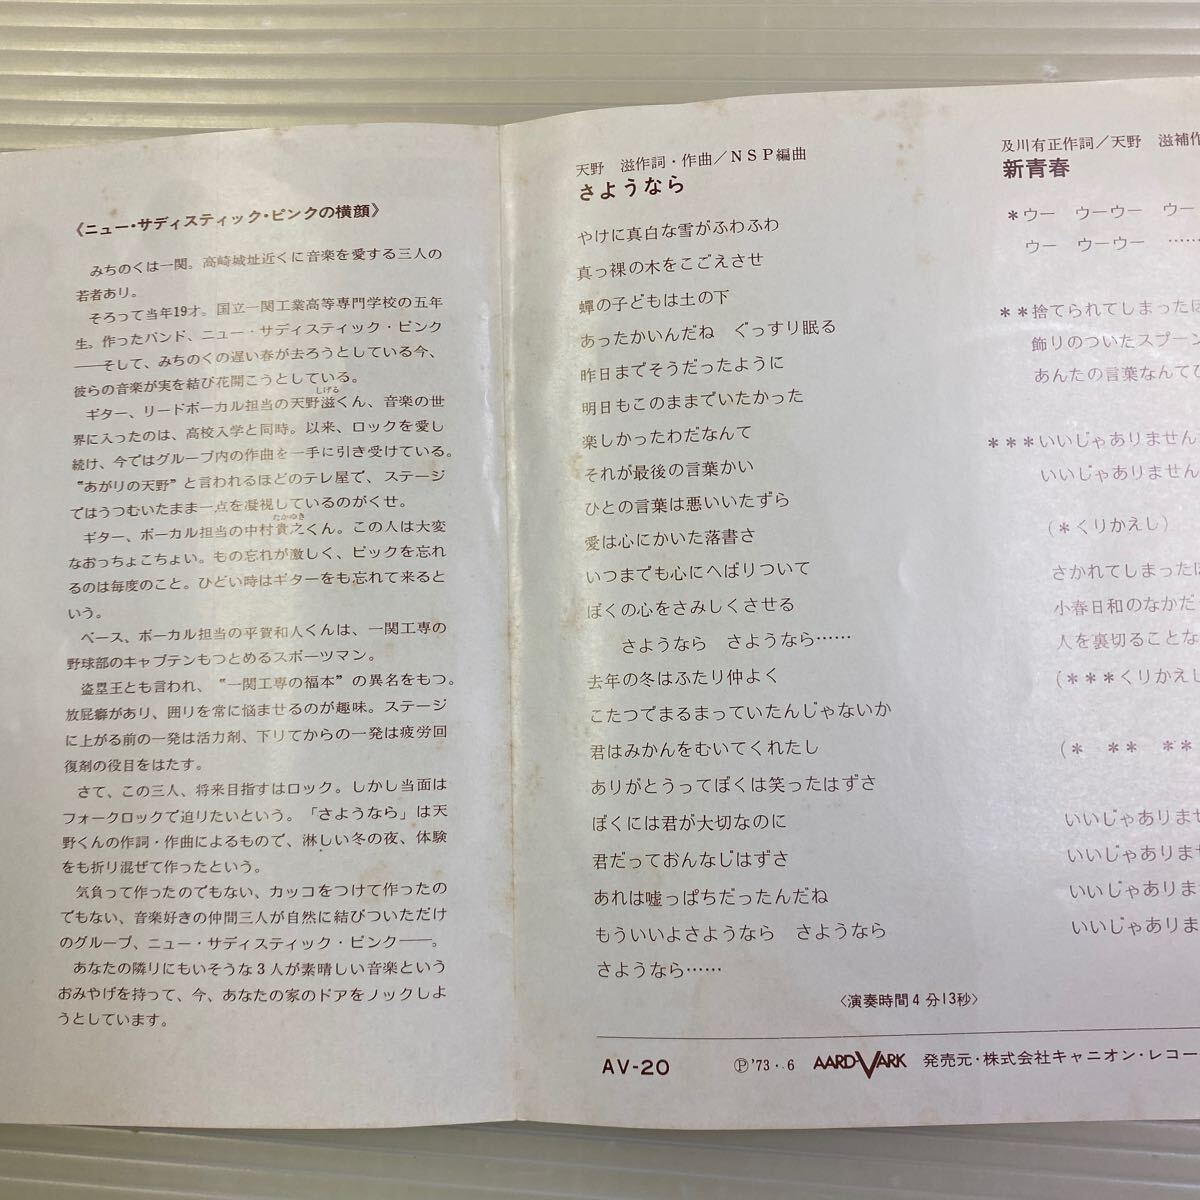 《ニュー・サディスティック・ピンクの横顔》
みちのくは一関。高崎城址近くに音楽を愛する三人の
若者あり。
そろって当年19才。国立一関工業高等専門学校の五年
生。作ったバンド、ニュー・サディスティック・ピンク
――そして、みちのくの遅い春が去ろうとしている今、
彼らの音楽が実を結び花開こうとしている。
ギター、リードボーカル担当の天野滋くん、音楽の世
しげる
界に入ったのは、高校入学と同時。以来、ロックを愛し
続け、今ではグループ内の作曲を一手に引き受けている。
“あがりの天野”と言われるほどのテレ屋で、ステージ
ではうつむいたまま一点を凝視しているのがくせ。
ギター、ボーカル担当の中村貴之くん。この人は大変
たかゆき
なおっちょこちょい。もの忘れが激しく、ピックを忘れ
るのは毎度のこと。ひどい時はギターをも忘れて来ると
いう。
ベース、ボーカル担当の平賀和人くんは、一関工専の
野球部のキャプテンもつとめるスポーツマン。
盗塁王とも言われ、“一関工専の福本”の異名をもつ。
放屁癖があり、囲りを常に悩ませるのが趣味。ステージ
に上がる前の一発は活力剤、下りてからの一発は疲労回
復剤の役目をはたす。
さて、この三人、将来目指すはロック。しかし当面は
フォークロックで迫りたいという。「さようなら」は天
野くんの作詞・作曲によるもので、淋しい冬の夜、体験
をも折り混ぜて作ったという。
気負って作ったのでもない、カッコをつけて作ったの
でもない、音楽好きの仲間三人が自然に結びついただけ
のグループ、ニュー・サディスティック・ピンク――。
あなたの隣りにもいそうな3人が素晴しい音楽という
おみやげを持って、今、あなたの家のドアをノックしよ
うとしています。
天野 滋作詞・作曲／NSP編曲
さようなら
やけに真白な雪がふわふわ
真っ裸の木をこごえさせ
蟬の子どもは土の下
あったかいんだね ぐっすり眠る
昨日までそうだったように
明日もこのままでいたかった
楽しかったわだなんて
それが最後の言葉かい
ひとの言葉は悪いいたずら
愛は心にかいた落書さ
いつまでも心にへばりついて
ぼくの心をさみしくさせる
さようなら さようなら……
去年の冬はふたり仲よく
こたつでまるまっていたんじゃないか
君はみかんをむいてくれたし
ありがとうってぼくは笑ったはずさ
ぼくには君が大切なのに
君だっておんなじはずさ
あれは嘘っぱちだったんだね
もういいよさようなら さようなら
さようなら……
〈演奏時間4分13秒〉
及川有正作詞／天野 滋補作
新青春
＊ウー ウーウー ウー
ウー ウーウー ……
＊＊捨てられてしまったぼ
飾りのついたスプーン
あんたの言葉なんてひ
＊＊＊いいじゃありません
いいじゃありません
（＊くりかえし）
さかれてしまったぼ
小春日和のなかだ
人を裏切ることな
（＊＊＊くりかえし
（＊ ＊＊ ＊＊
いいじゃありませ
いいじゃありませ
いいじゃありま
いいじゃありま
AV-20 Ⓟ'73・6 AARD-VARK 発売元・株式会社キャニオン・レコー